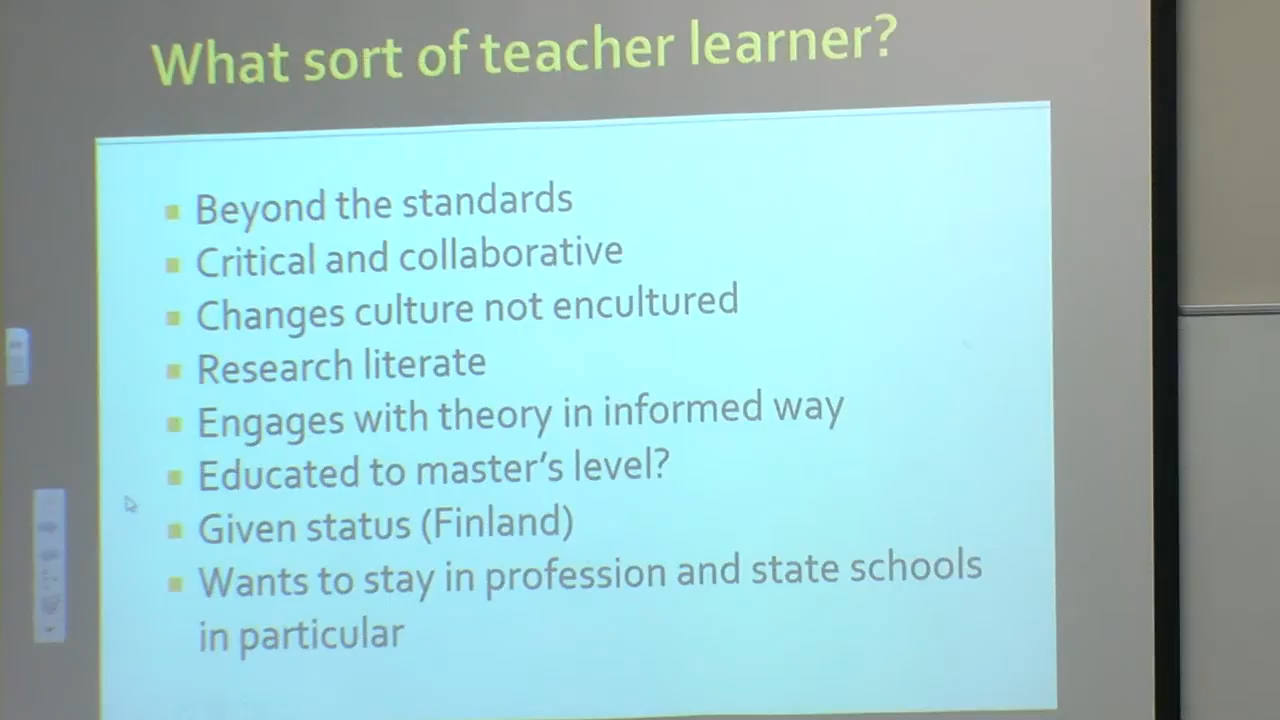 What sort of teacher learner?
Beyond the standards
Critical and collaborative
Changes culture not encultured
Research literate
Engages with theory in informed way
Educated to master's level?
Given status (Finland)
Wants to stay in profession and state schools
in particular